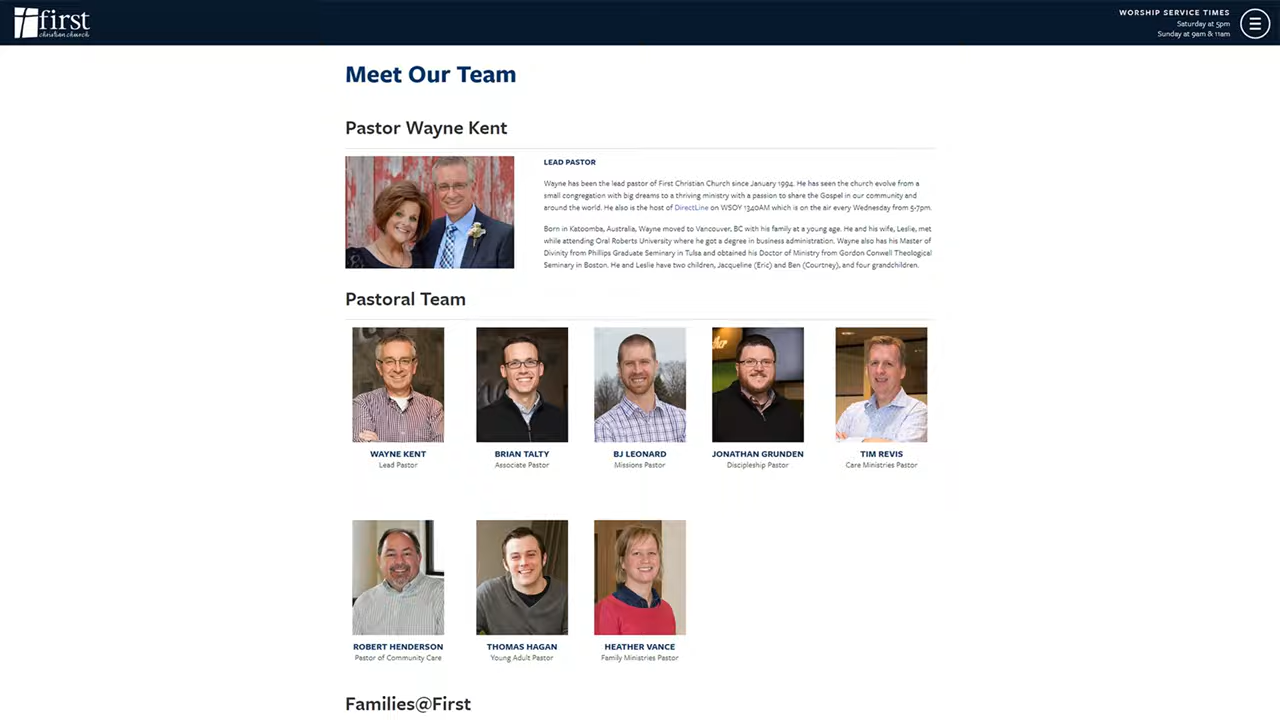 first
christian church
WORSHIP SERVICE TIMES
Saturday at 5pm
Sunday at 9am & 11am
Meet Our Team
Pastor Wayne Kent
LEAD PASTOR
Wayne has been the lead pastor of First Christian Church since January 1994. He has seen the church evolve from a
small congregation with big dreams to a thriving ministry with a passion to share the Gospel in our community and
around the world. He also is the host of DirectLine on WSOY 1340AM which is on the air every Wednesday from 5-7pm.
Born in Katoomba, Australia, Wayne moved to Vancouver, BC with his family at a young age. He and his wife, Leslie, met
while attending Oral Roberts University where he got a degree in business administration. Wayne also has his Master of
Divinity from Phillips Graduate Seminary in Tulsa and obtained his Doctor of Ministry from Gordon Conwell Theological
Seminary in Boston. He and Leslie have two children, Jacqueline (Eric) and Ben (Courtney), and four grandchildren.
Pastoral Team
WAYNE KENT
Lead Pastor
BRIAN TALTY
Associate Pastor
BJ LEONARD
Missions Pastor
JONATHAN GRUNDEN
Discipleship Pastor
TIM REVIS
Care Ministries Pastor
ROBERT HENDERSON
Pastor of Community Care
THOMAS HAGAN
Young Adult Pastor
HEATHER VANCE
Family Ministries Pastor
Families@First